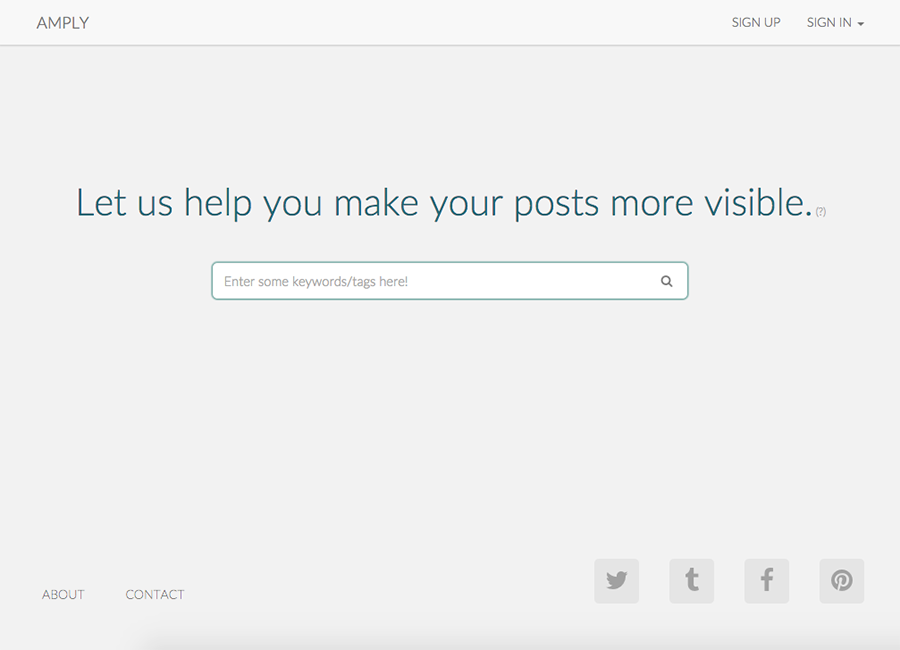 AMPLY
SIGN UP
SIGN IN
Let us help you make your posts more visible. (?)
Enter some keywords/tags here!
ABOUT
CONTACT